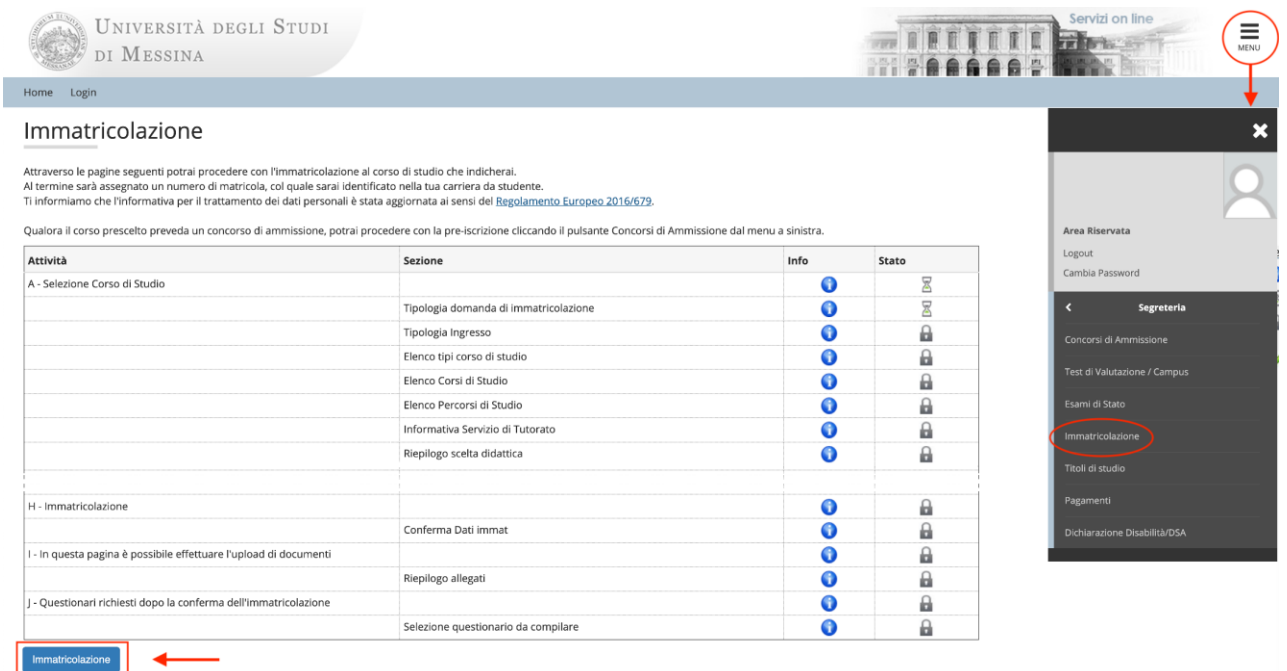 UNIVERSITÀ DEGLI STUDI
DI MESSINA
Servizi on line
MENU
Home Login
Immatricolazione
Attraverso le pagine seguenti potrai procedere con l'immatricolazione al corso di studio che indicherai.
Al termine sarà assegnato un numero di matricola, col quale sarai identificato nella tua carriera da studente.
Ti informiamo che l'informativa per il trattamento dei dati personali è stata aggiornata ai sensi del Regolamento Europeo 2016/679.
Qualora il corso prescelto preveda un concorso di ammissione, potrai procedere con la pre-iscrizione cliccando il pulsante Concorsi di Ammissione dal menu a sinistra.
Attività Sezione Info Stato
A - Selezione Corso di Studio
Tipologia domanda di immatricolazione
Tipologia Ingresso
Elenco tipi corso di studio
Elenco Corsi di Studio
Elenco Percorsi di Studio
Informativa Servizio di Tutorato
Riepilogo scelta didattica
H - Immatricolazione
Conferma Dati immat
I - In questa pagina è possibile effettuare l'upload di documenti
Riepilogo allegati
J - Questionari richiesti dopo la conferma dell'immatricolazione
Selezione questionario da compilare
Immatricolazione
Area Riservata
Logout
Cambia Password
Segreteria
Concorsi di Ammissione
Test di Valutazione / Campus
Esami di Stato
Immatricolazione
Titoli di studio
Pagamenti
Dichiarazione Disabilità/DSA